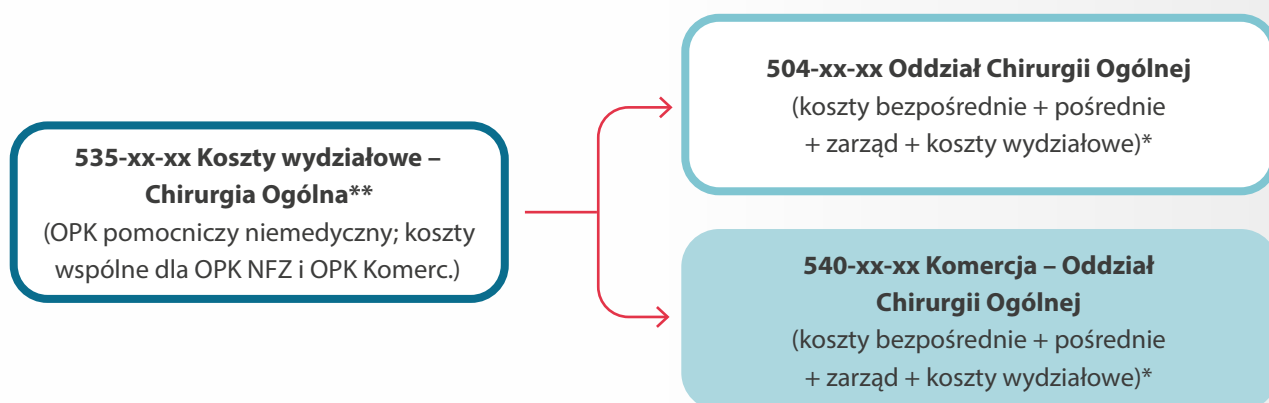 535-xx-xx Koszty wydziałowe –
Chirurgia Ogólna**
(OPK pomocniczy niemedyczny; koszty
wspólne dla OPK NFZ i OPK Komerc.)
504-xx-xx Oddział Chirurgii Ogólnej
(koszty bezpośrednie + pośrednie
+ zarząd + koszty wydziałowe)*
540-xx-xx Komercja – Oddział
Chirurgii Ogólnej
(koszty bezpośrednie + pośrednie
+ zarząd + koszty wydziałowe)*